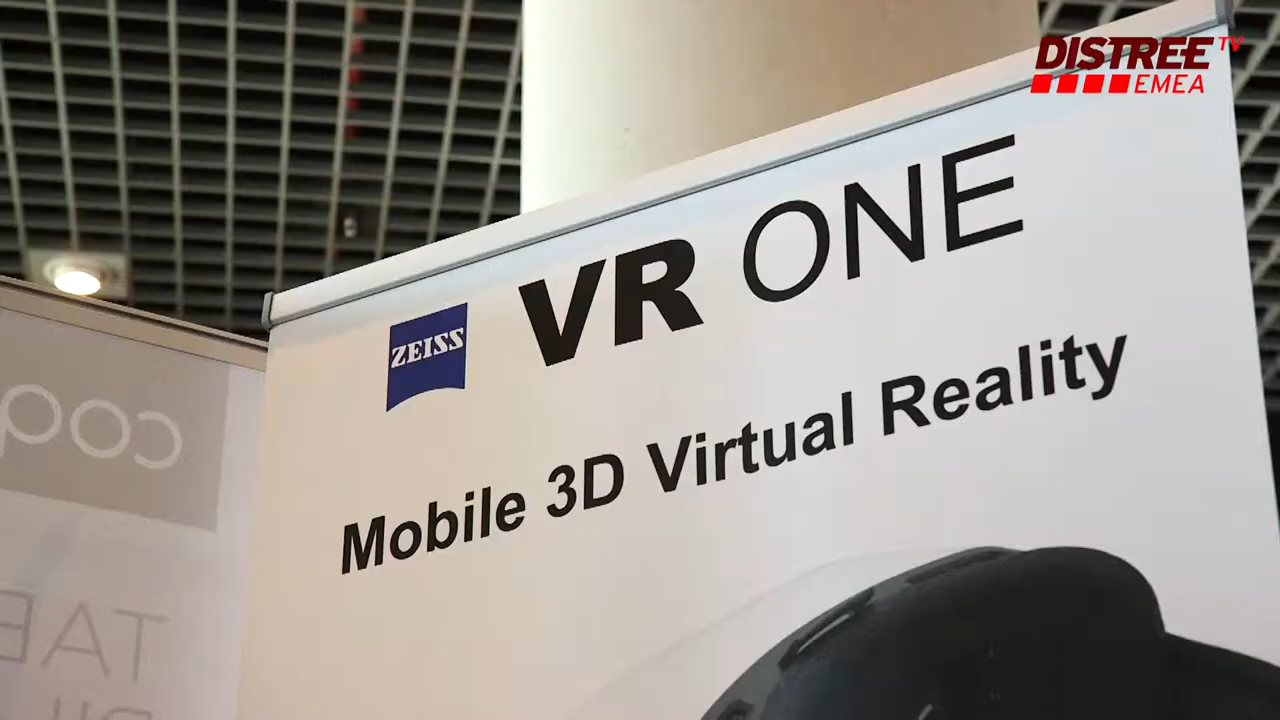 DISTREE TV
EMEA
VR ONE
ZEISS
Mobile 3D Virtual Reality